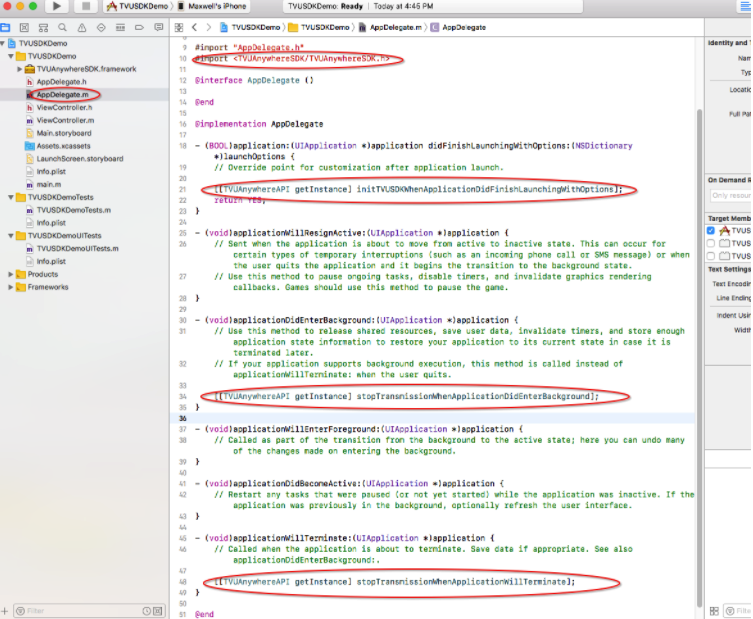 TVUSDKDemo 〉 Maxwell's iPhone
TVUSDKDemo: Ready | Today at 4:45 PM
TVUSDKDemo
TVUSDKDemo
TVUAnywhereSDK.framework
AppDelegate.h
AppDelegate.m
ViewController.h
ViewController.m
Main.storyboard
Assets.xcassets
LaunchScreen.storyboard
Info.plist
main.m
TVUSDKDemoTests
TVUSDKDemoTests.m
Info.plist
TVUSDKDemoUITests
TVUSDKDemoUITests.m
Info.plist
Products
Frameworks
Filter
TVUSDKDemo 〉 TVUSDKDemo 〉 AppDelegate.m 〉 AppDelegate
9 #import "AppDelegate.h"
10 #import <TVUAnywhereSDK/TVUAnywhereSDK.h>
11
12 @interface AppDelegate ()
13
14 @end
15
16 @implementation AppDelegate
17
18 - (BOOL)application:(UIApplication *)application didFinishLaunchingWithOptions:(NSDictionary
*)launchOptions {
19 // Override point for customization after application launch.
20
21 [[TVUAnywhereAPI getInstance] initTVUSDKWhenApplicationDidFinishLaunchingWithOptions];
22 return YES;
23 }
24
25 - (void)applicationWillResignActive:(UIApplication *)application {
26 // Sent when the application is about to move from active to inactive state. This can occur for
certain types of temporary interruptions (such as an incoming phone call or SMS message) or when
the user quits the application and it begins the transition to the background state.
27 // Use this method to pause ongoing tasks, disable timers, and invalidate graphics rendering
callbacks. Games should use this method to pause the game.
28 }
29
30 - (void)applicationDidEnterBackground:(UIApplication *)application {
31 // Use this method to release shared resources, save user data, invalidate timers, and store enough
application state information to restore your application to its current state in case it is
terminated later.
32 // If your application supports background execution, this method is called instead of
applicationWillTerminate: when the user quits.
33
34 [[TVUAnywhereAPI getInstance] stopTransmissionWhenApplicationDidEnterBackground];
35 }
36
37 - (void)applicationWillEnterForeground:(UIApplication *)application {
38 // Called as part of the transition from the background to the active state; here you can undo many
of the changes made on entering the background.
39 }
40
41 - (void)applicationDidBecomeActive:(UIApplication *)application {
42 // Restart any tasks that were paused (or not yet started) while the application was inactive. If the
application was previously in the background, optionally refresh the user interface.
43 }
44
45 - (void)applicationWillTerminate:(UIApplication *)application {
46 // Called when the application is about to terminate. Save data if appropriate. See also
applicationDidEnterBackground:.
47
48 [[TVUAnywhereAPI getInstance] stopTransmissionWhenApplicationWillTerminate];
49 }
50
51 @end
Identity and T
Nam
Typ
Locatio
Full Pat
On Demand R
Only resour
Target Memb
TVUS
TVUS
TVUS
Text Settings
Text Encodin
Line Ending
Indent Usin
Width
Filte